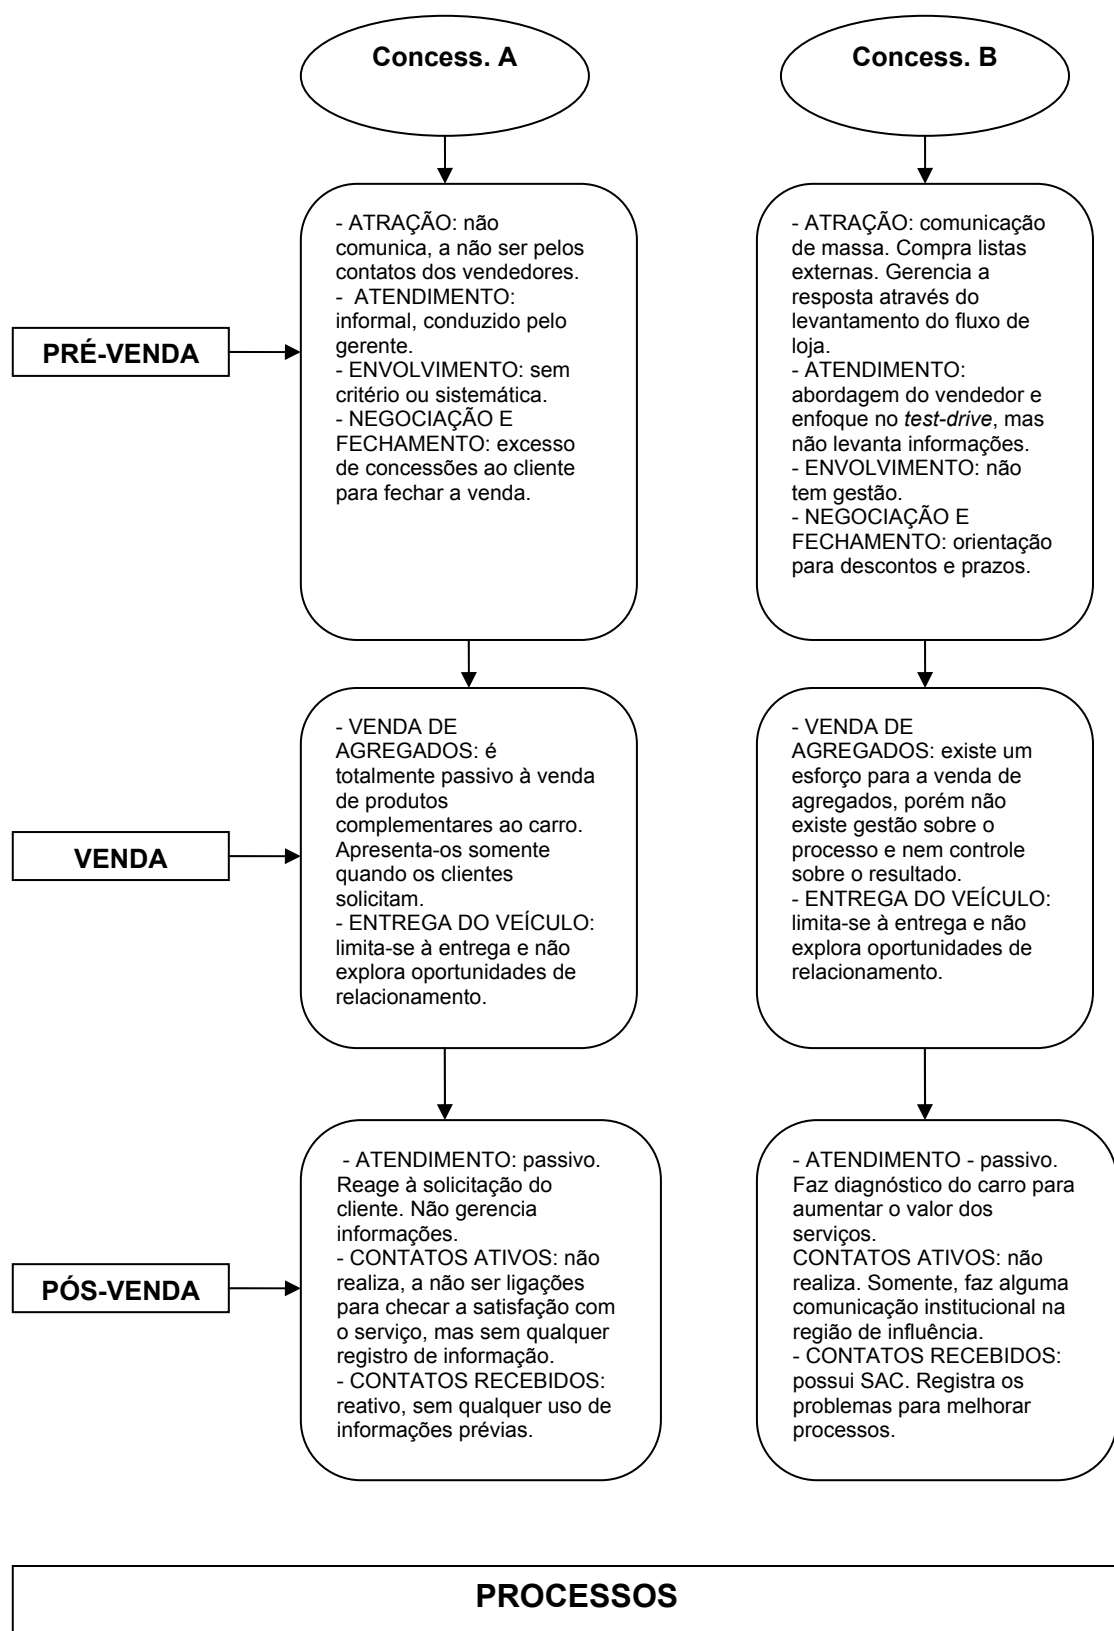 Concess. A
Concess. B
PRÉ-VENDA
- ATRAÇÃO: não
comunica, a não ser pelos
contatos dos vendedores.
- ATENDIMENTO:
informal, conduzido pelo
gerente.
- ENVOLVIMENTO: sem
critério ou sistemática.
- NEGOCIAÇÃO E
FECHAMENTO: excesso
de concessões ao cliente
para fechar a venda.
- ATRAÇÃO: comunicação
de massa. Compra listas
externas. Gerencia a
resposta através do
levantamento do fluxo de
loja.
- ATENDIMENTO:
abordagem do vendedor e
enfoque no test-drive, mas
não levanta informações.
- ENVOLVIMENTO: não
tem gestão.
- NEGOCIAÇÃO E
FECHAMENTO: orientação
para descontos e prazos.
VENDA
- VENDA DE
AGREGADOS: é
totalmente passivo à venda
de produtos
complementares ao carro.
Apresenta-os somente
quando os clientes
solicitam.
- ENTREGA DO VEÍCULO:
limita-se à entrega e não
explora oportunidades de
relacionamento.
- VENDA DE
AGREGADOS: existe um
esforço para a venda de
agregados, porém não
existe gestão sobre o
processo e nem controle
sobre o resultado.
- ENTREGA DO VEÍCULO:
limita-se à entrega e não
explora oportunidades de
relacionamento.
PÓS-VENDA
- ATENDIMENTO: passivo.
Reage à solicitação do
cliente. Não gerencia
informações.
- CONTATOS ATIVOS: não
realiza, a não ser ligações
para checar a satisfação com
o serviço, mas sem qualquer
registro de informação.
- CONTATOS RECEBIDOS:
reativo, sem qualquer uso de
informações prévias.
- ATENDIMENTO - passivo.
Faz diagnóstico do carro para
aumentar o valor dos
serviços.
CONTATOS ATIVOS: não
realiza. Somente, faz alguma
comunicação institucional na
região de influência.
- CONTATOS RECEBIDOS:
possui SAC. Registra os
problemas para melhorar
processos.
PROCESSOS